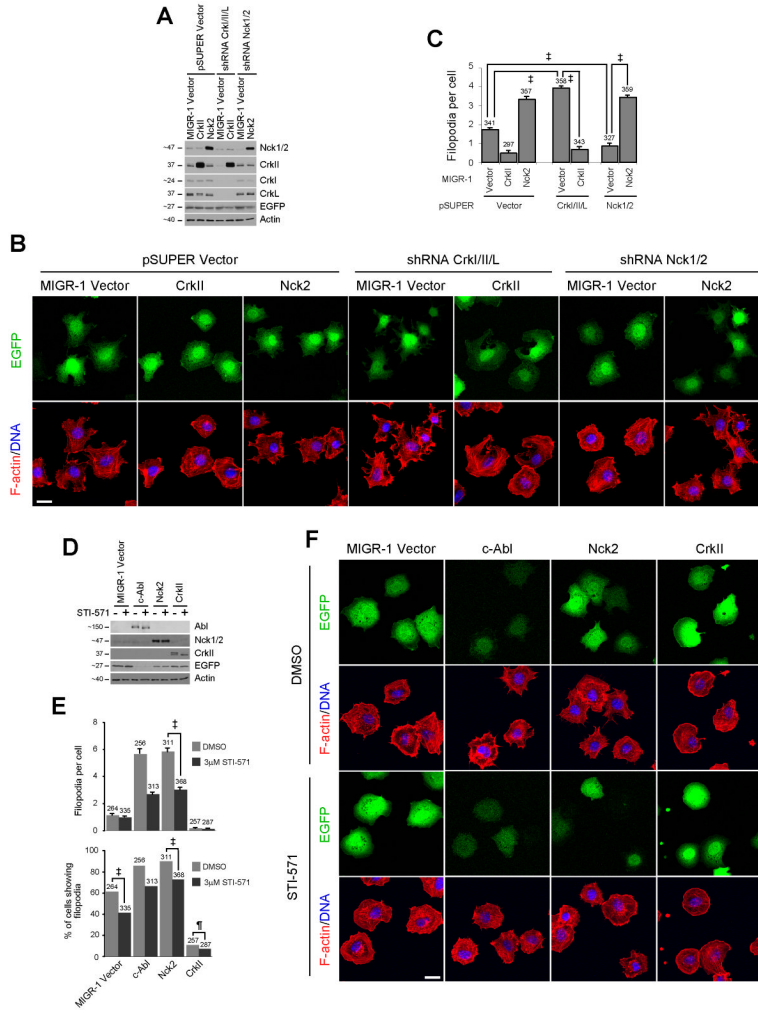 A
pSUPER Vector
shRNA CrkI/II/L
shRNA Nck1/2
MIGR-1 Vector
CrkII
Nck2
MIGR-1 Vector
CrkII
MIGR-1 Vector
Nck2
~47 Nck1/2
37 CrkII
~24 CrkI
37 CrkL
~27 EGFP
~40 Actin
C
Filopodia per cell
5
4
3
2
1
0
341
297
357
358
343
327
359
‡
‡
‡
‡
MIGR-1
Vector
CrkII
Nck2
Vector
CrkII
Vector
Nck2
pSUPER
Vector
CrkI/II/L
Nck1/2
B
pSUPER Vector
shRNA CrkI/II/L
shRNA Nck1/2
MIGR-1 Vector
CrkII
Nck2
MIGR-1 Vector
CrkII
MIGR-1 Vector
Nck2
EGFP
F-actin/DNA
D
MIGR-1 Vector
c-Abl
Nck2
CrkII
STI-571 - + - + - + - +
~150 Abl
~47 Nck1/2
37 CrkII
~27 EGFP
~40 Actin
E
Filopodia per cell
8
6
4
2
0
264
335
256
313
311
368
257
287
‡
DMSO
3μM STI-571
% of cells showing
filopodia
100
80
60
40
20
0
264
335
256
313
311
368
257
287
‡
‡
¶
DMSO
3μM STI-571
MIGR-1 Vector
c-Abl
Nck2
CrkII
F
MIGR-1 Vector
c-Abl
Nck2
CrkII
DMSO
EGFP
F-actin/DNA
STI-571
EGFP
F-actin/DNA